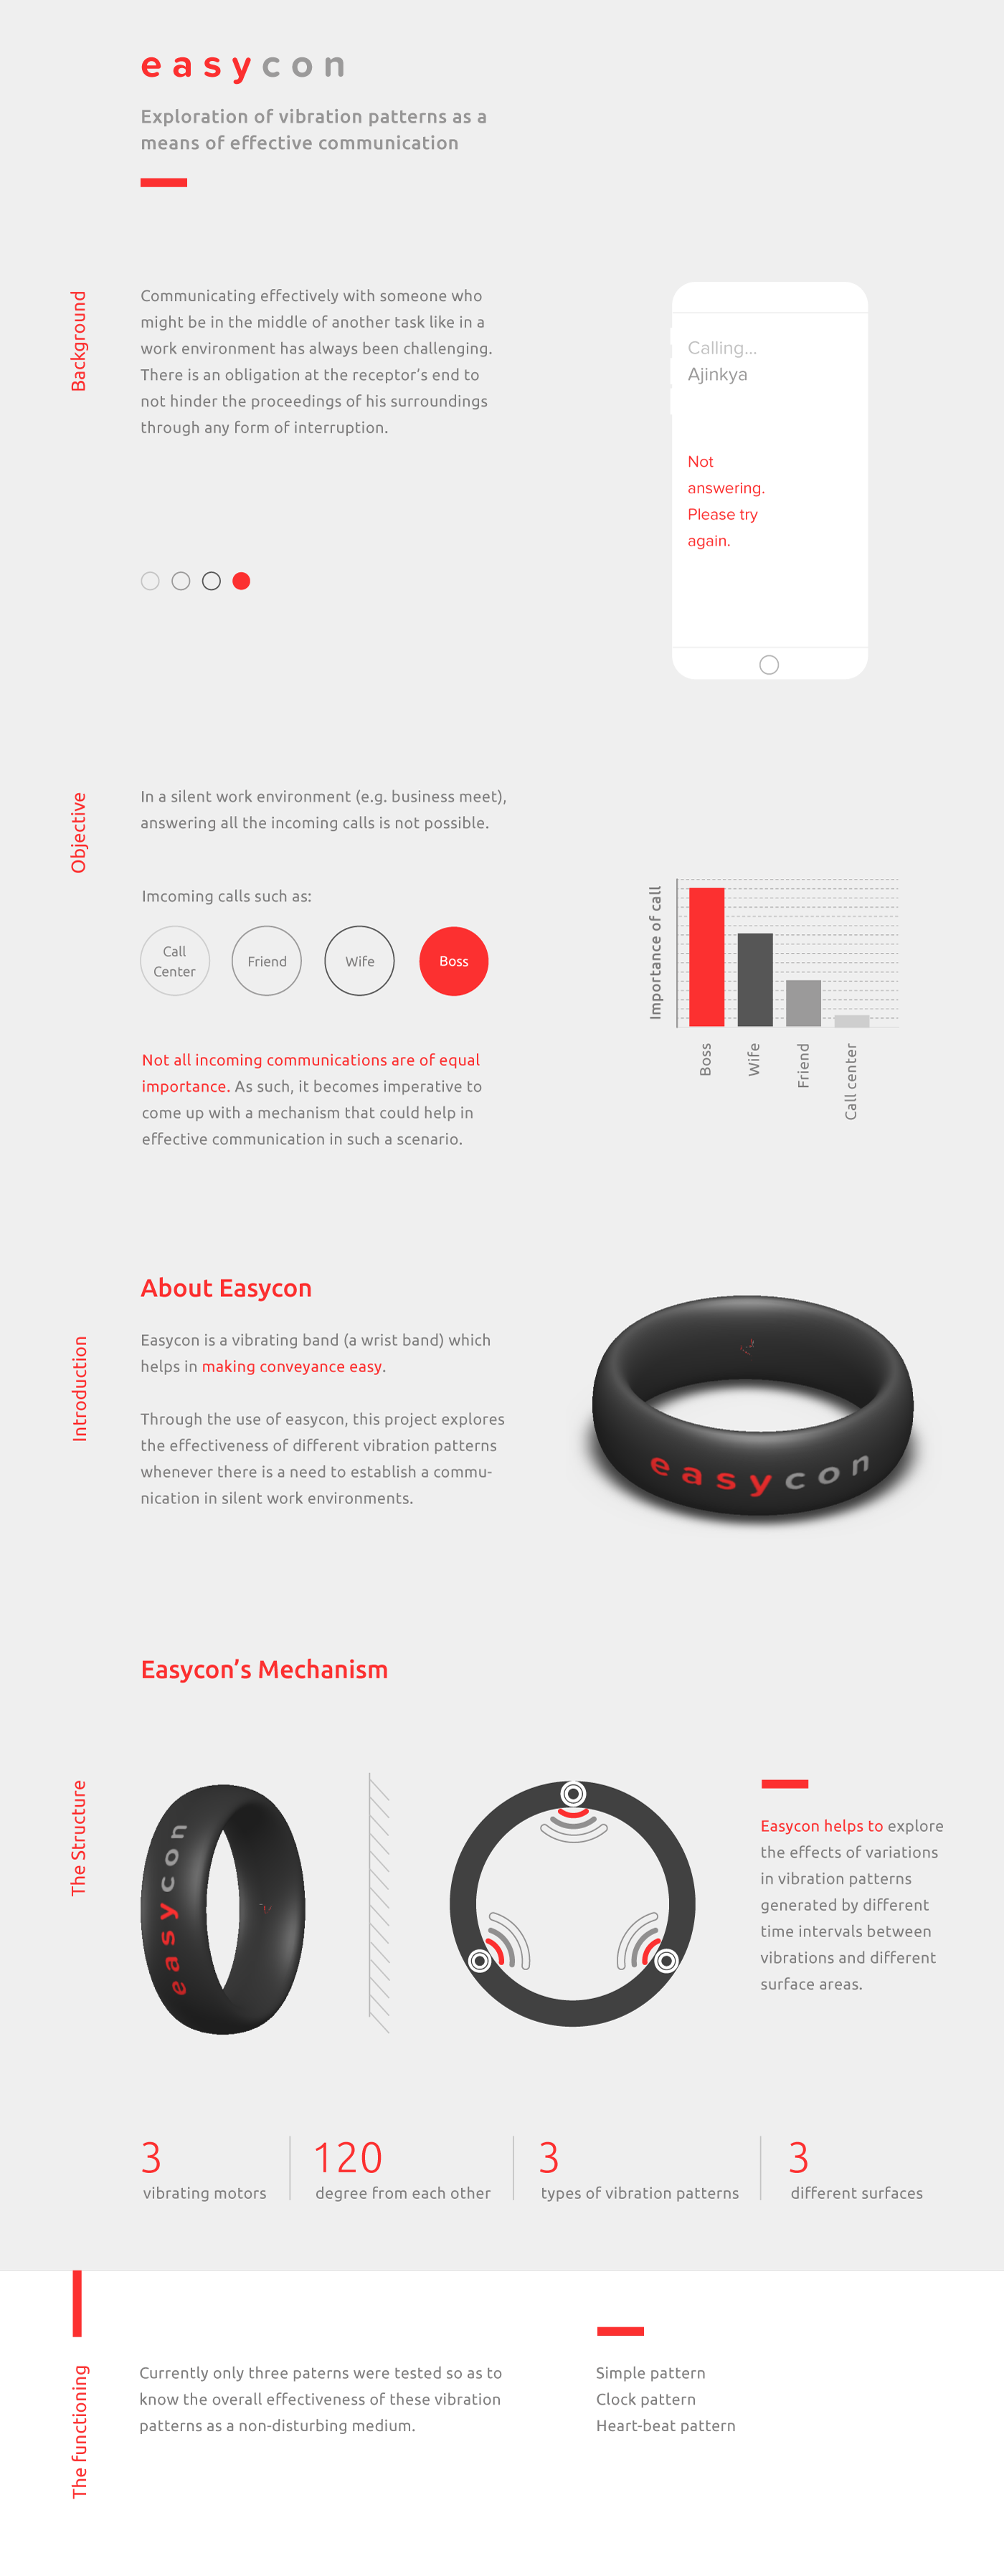 easycon
Exploration of vibration patterns as a
means of effective communication
Background
Communicating effectively with someone who
might be in the middle of another task like in a
work environment has always been challenging.
There is an obligation at the receptor’s end to
not hinder the proceedings of his surroundings
through any form of interruption.
Calling...
Ajinkya
Not
answering.
Please try
again.
Objective
In a silent work environment (e.g. business meet),
answering all the incoming calls is not possible.
Imcoming calls such as:
Call
Center
Friend
Wife
Boss
Not all incoming communications are of equal
importance. As such, it becomes imperative to
come up with a mechanism that could help in
effective communication in such a scenario.
Importance of call
Boss
Wife
Friend
Call center
About Easycon
Introduction
Easycon is a vibrating band (a wrist band) which
helps in making conveyance easy.
Through the use of easycon, this project explores
the effectiveness of different vibration patterns
whenever there is a need to establish a commu-
nication in silent work environments.
easycon
Easycon’s Mechanism
The Structure
easycon
Easycon helps to explore
the effects of variations
in vibration patterns
generated by different
time intervals between
vibrations and different
surface areas.
3
vibrating motors
120
degree from each other
3
types of vibration patterns
3
different surfaces
The functioning
Currently only three paterns were tested so as to
know the overall effectiveness of these vibration
patterns as a non-disturbing medium.
Simple pattern
Clock pattern
Heart-beat pattern